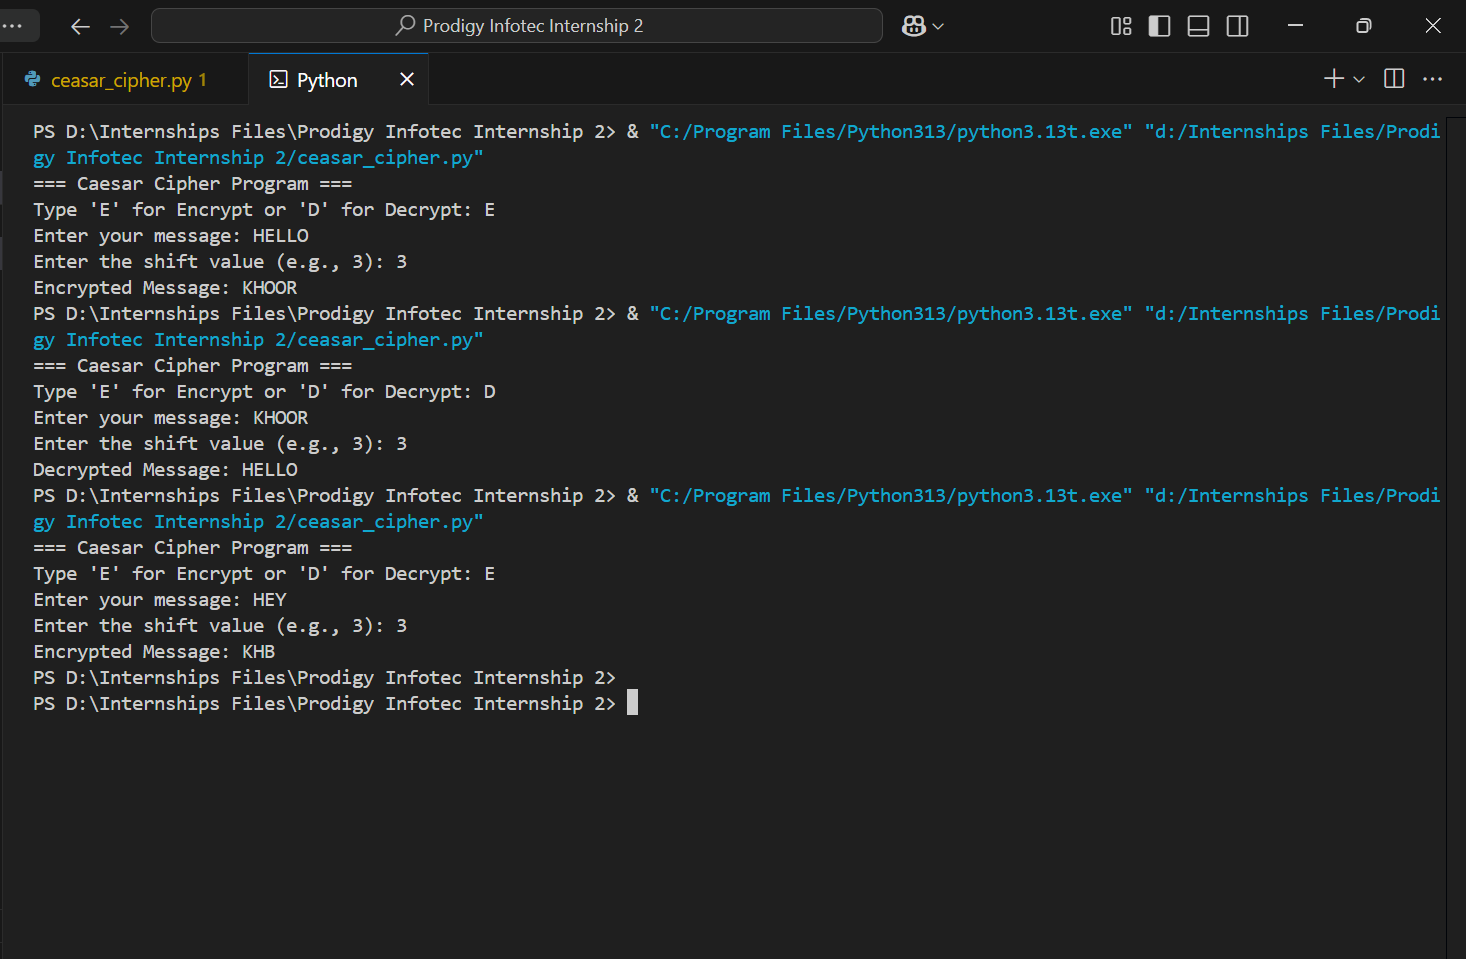 Prodigy Infotec Internship 2
ceasar_cipher.py 1
Python
PS D:\Internships Files\Prodigy Infotec Internship 2> & "C:/Program Files/Python313/python3.13t.exe" "d:/Internships Files/Prodi
gy Infotec Internship 2/ceasar_cipher.py"
=== Caesar Cipher Program ===
Type 'E' for Encrypt or 'D' for Decrypt: E
Enter your message: HELLO
Enter the shift value (e.g., 3): 3
Encrypted Message: KHOOR
PS D:\Internships Files\Prodigy Infotec Internship 2> & "C:/Program Files/Python313/python3.13t.exe" "d:/Internships Files/Prodi
gy Infotec Internship 2/ceasar_cipher.py"
=== Caesar Cipher Program ===
Type 'E' for Encrypt or 'D' for Decrypt: D
Enter your message: KHOOR
Enter the shift value (e.g., 3): 3
Decrypted Message: HELLO
PS D:\Internships Files\Prodigy Infotec Internship 2> & "C:/Program Files/Python313/python3.13t.exe" "d:/Internships Files/Prodi
gy Infotec Internship 2/ceasar_cipher.py"
=== Caesar Cipher Program ===
Type 'E' for Encrypt or 'D' for Decrypt: E
Enter your message: HEY
Enter the shift value (e.g., 3): 3
Encrypted Message: KHB
PS D:\Internships Files\Prodigy Infotec Internship 2>
PS D:\Internships Files\Prodigy Infotec Internship 2>